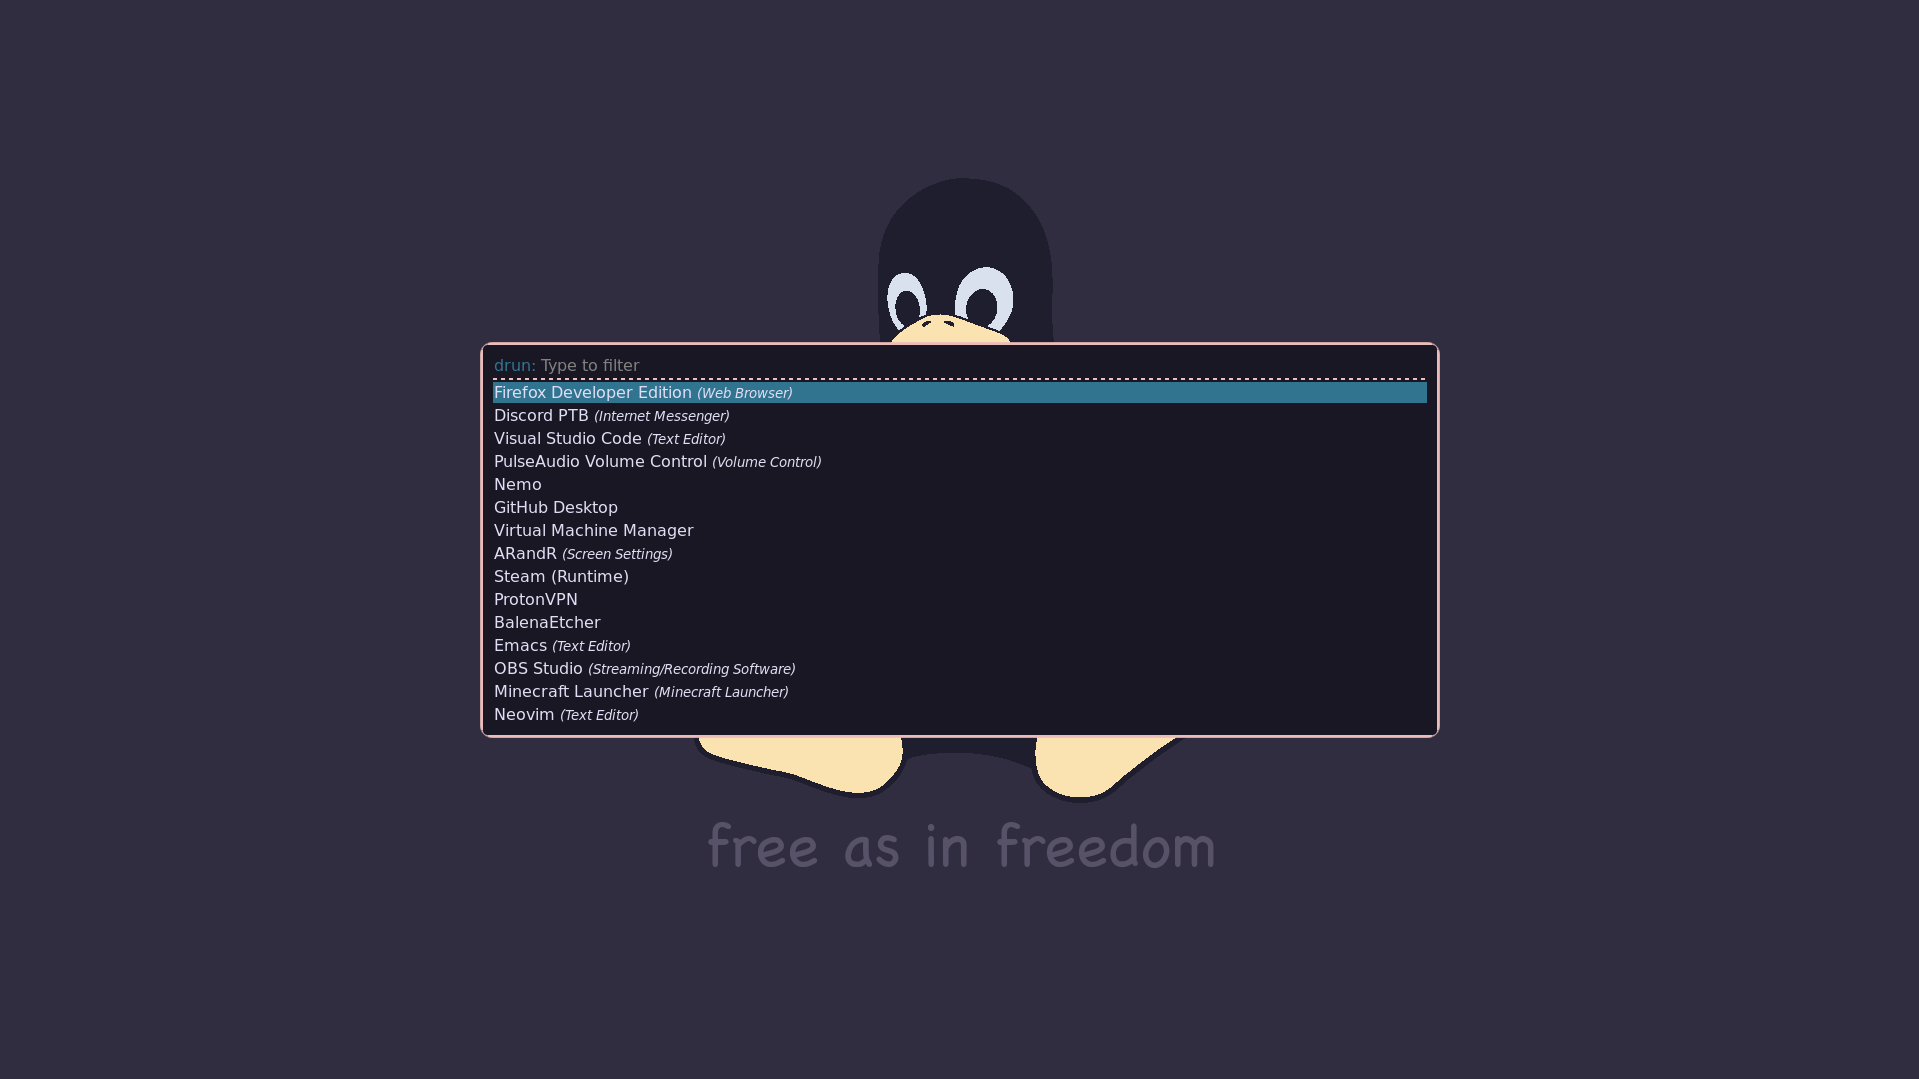 drun: Type to filter
Firefox Developer Edition (Web Browser)
Discord PTB (Internet Messenger)
Visual Studio Code (Text Editor)
PulseAudio Volume Control (Volume Control)
Nemo
GitHub Desktop
Virtual Machine Manager
ARandR (Screen Settings)
Steam (Runtime)
ProtonVPN
BalenaEtcher
Emacs (Text Editor)
OBS Studio (Streaming/Recording Software)
Minecraft Launcher (Minecraft Launcher)
Neovim (Text Editor)
free as in freedom